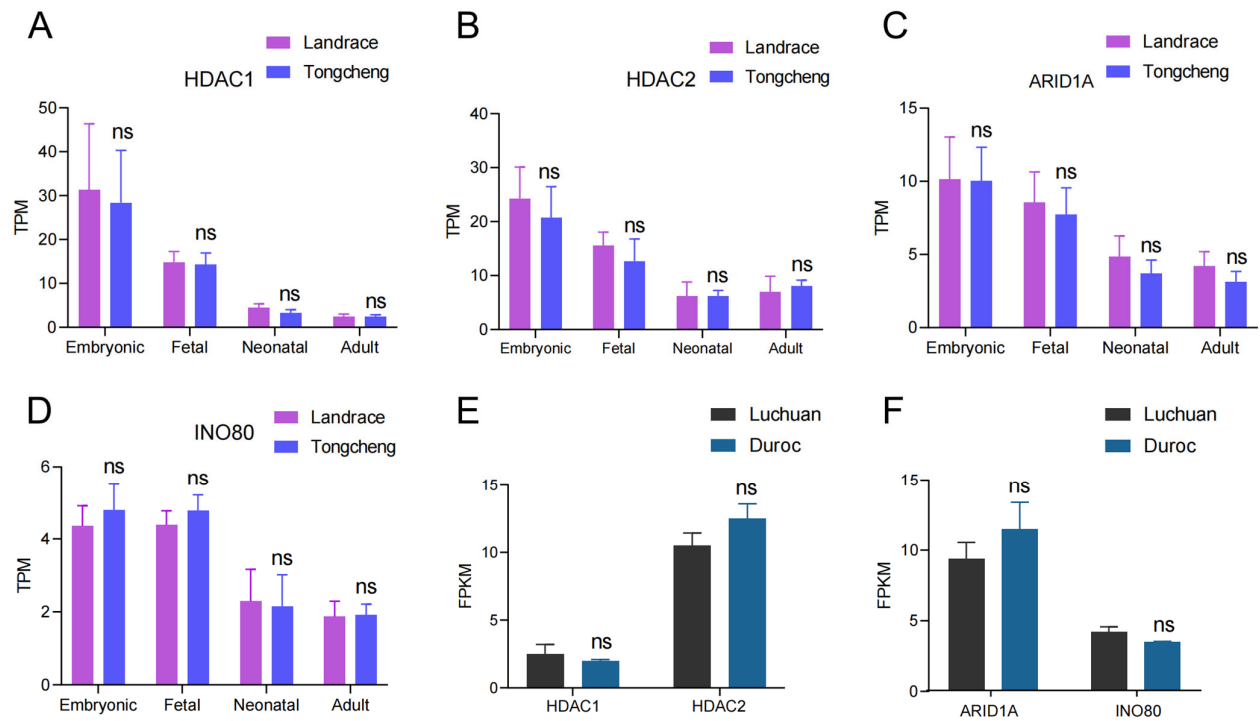 A
Landrace
Tongcheng
HDAC1
TPM
50
40
30
20
10
0
ns
ns
ns
ns
Embryonic Fetal Neonatal Adult
B
Landrace
Tongcheng
HDAC2
TPM
40
30
20
10
0
ns
ns
ns
ns
Embryonic Fetal Neonatal Adult
C
Landrace
Tongcheng
ARID1A
TPM
15
10
5
0
ns
ns
ns
ns
Embryonic Fetal Neonatal Adult
D
Landrace
Tongcheng
INO80
TPM
6
4
2
0
ns
ns
ns
ns
Embryonic Fetal Neonatal Adult
E
Luchuan
Duroc
FPKM
15
10
5
0
ns
ns
HDAC1 HDAC2
F
Luchuan
Duroc
FPKM
15
10
5
0
ns
ns
ARID1A INO80